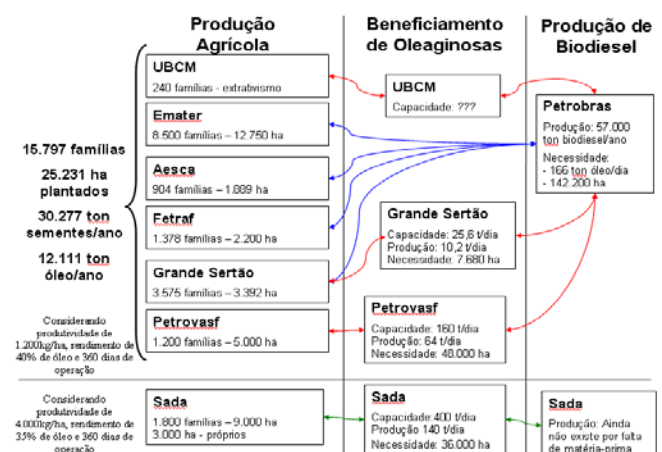 Produção
Agrícola
Beneficiamento
de Oleaginosas
Produção de
Biodiesel
15.797 famílias
25.231 ha
plantados
30.277 ton
sementes/ano
12.111 ton
óleo/ano
Considerando
produtividade de
1.200kg/ha, rendimento de
40% de óleo e 360 dias de
operação
UBCM
240 famílias - extrativismo
Emater
8.500 famílias – 12.750 ha
Aesca
904 famílias – 1.889 ha
Fetraf
1.378 famílias – 2.200 ha
Grande Sertão
3.575 famílias – 3.392 ha
Petrovasf
1.200 famílias – 5.000 ha
UBCM
Capacidade: ???
Grande Sertão
Capacidade: 25,6 t/dia
Produção: 10,2 t/dia
Necessidade: 7.680 ha
Petrovasf
Capacidade: 160 t/dia
Produção: 64 t/dia
Necessidade: 48.000 ha
Petrobras
Produção: 57.000
ton biodiesel/ano
Necessidade:
- 166 ton óleo/dia
- 142.200 ha
Considerando
produtividade de
4.000kg/ha, rendimento de
35% de óleo e 360 dias de
operação
Sada
1.800 famílias – 9.000 ha
3.000 ha - próprios
Sada
Capacidade:400 t/dia
Produção 140 t/dia
Necessidade: 36.000 ha
Sada
Produção: Ainda
não existe por falta
de matéria-prima